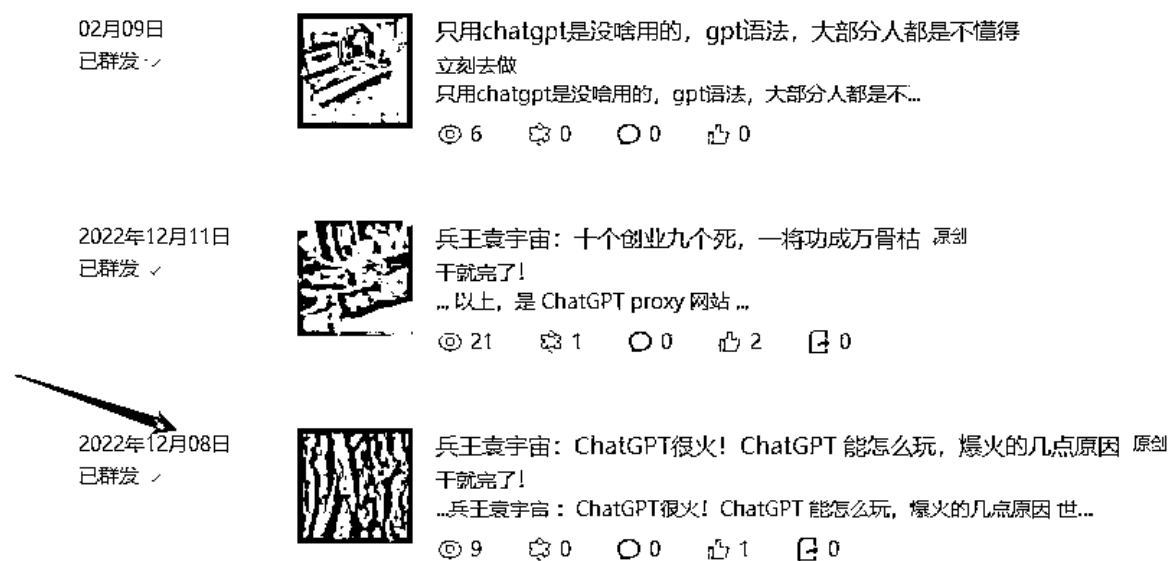 02月09日
已群发
只用chatgpt是没啥用的，gpt语法，大部分人都是不懂得
立刻去做
只用chatgpt是没啥用的，gpt语法，大部分人都是不...
6 0 0 0
2022年12月11日
已群发
兵王袁宇宙：十个创业九个死，一将功成万骨枯 原创
干就完了！
... 以上，是 ChatGPT proxy 网站 ...
21 1 0 2 0
2022年12月08日
已群发
兵王袁宇宙：ChatGPT很火！ChatGPT 能怎么玩，爆火的几点原因 原创
干就完了！
...兵王袁宇宙 ：ChatGPT很火！ChatGPT 能怎么玩，爆火的几点原因 世...
9 0 0 1 0